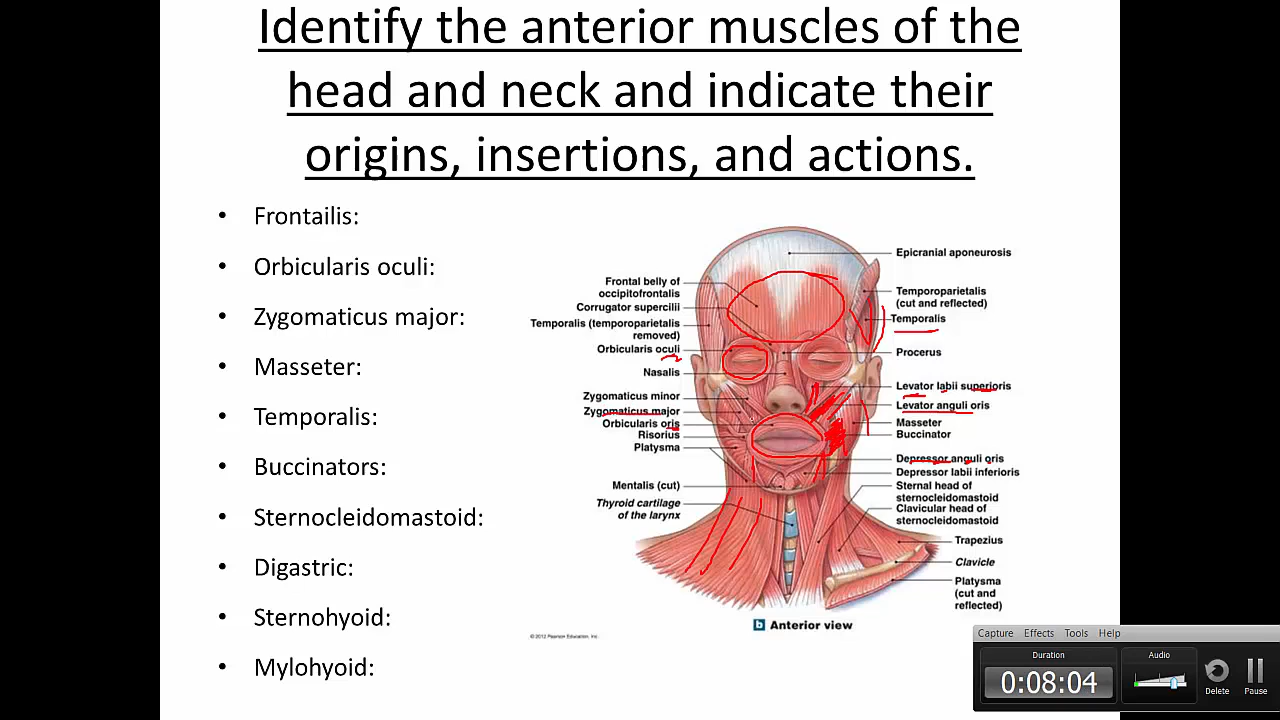 Identify the anterior muscles of the
head and neck and indicate their
origins, insertions, and actions.
• Frontailis:
• Orbicularis oculi:
• Zygomaticus major:
• Masseter:
• Temporalis:
• Buccinators:
• Sternocleidomastoid:
• Digastric:
• Sternohyoid:
• Mylohyoid:
Frontal belly of
occipitofrontalis
Corrugator supercilii
Temporalis (temporoparietalis
removed)
Orbicularis oculi
Nasalis
Zygomaticus minor
Zygomaticus major
Orbicularis oris
Risorius
Platysma
Mentalis (cut)
Thyroid cartilage
of the larynx
Epicranial aponeurosis
Temporoparietalis
(cut and reflected)
Temporalis
Procerus
Levator labii superioris
Levator anguli oris
Masseter
Buccinator
Depressor anguli oris
Depressor labii inferioris
Sternal head of
sternocleidomastoid
Clavicular head of
sternocleidomastoid
Trapezius
Clavicle
Platysma
(cut and
reflected)
b Anterior view
© 2012 Pearson Education, Inc.
Capture Effects Tools Help
Duration
0:08:04
Audio
Delete
Pause